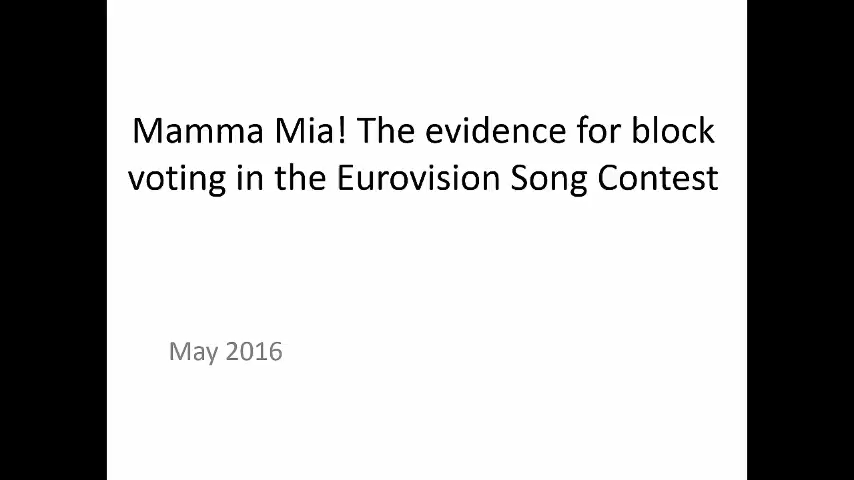 Mamma Mia! The evidence for block
voting in the Eurovision Song Contest
May 2016